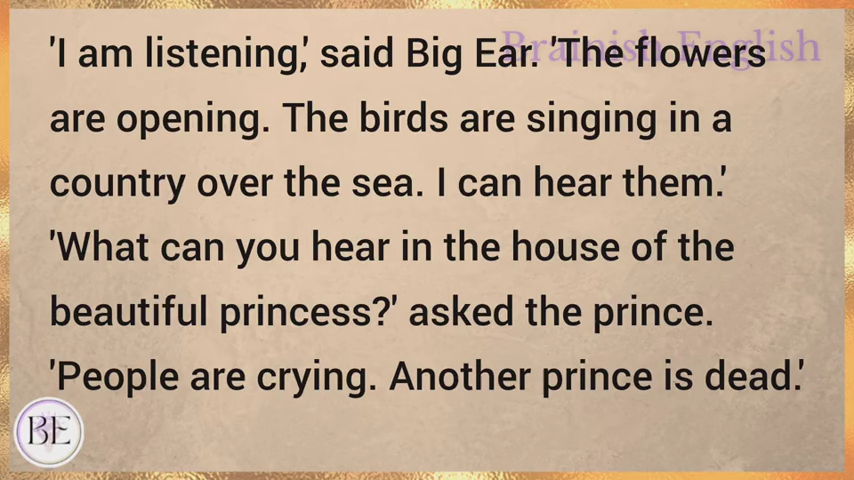 Brainish English
'I am listening,' said Big Ear. 'The flowers
are opening. The birds are singing in a
country over the sea. I can hear them.'
'What can you hear in the house of the
beautiful princess?' asked the prince.
'People are crying. Another prince is dead.'
BE